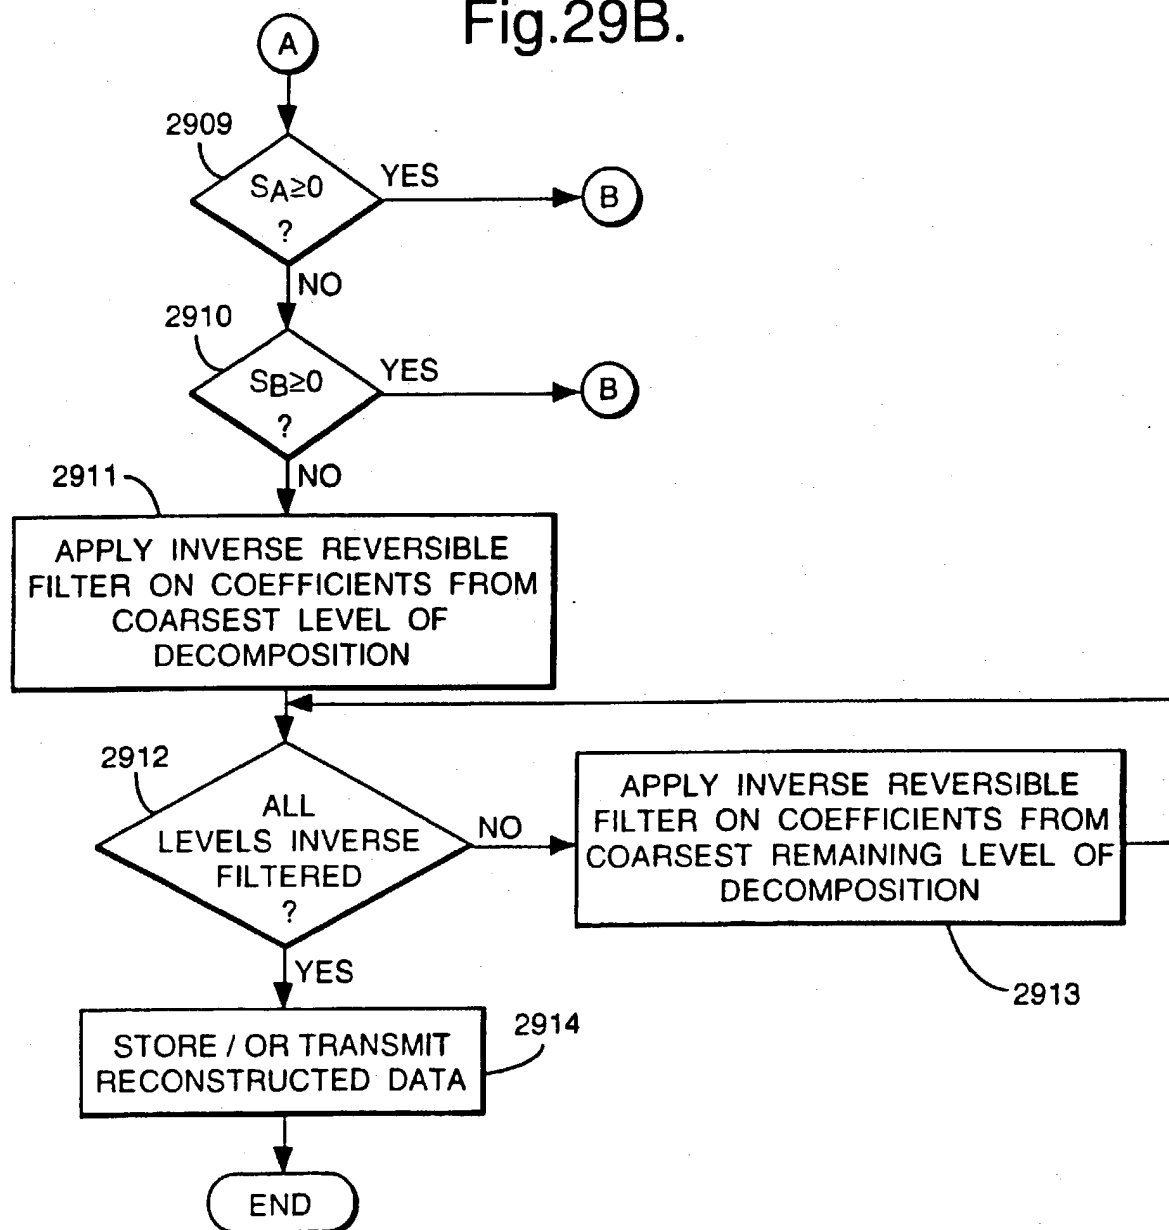 Fig.29B.
A
2909
SA≥0
?
YES
B
NO
2910
SB≥0
?
YES
B
NO
2911
APPLY INVERSE REVERSIBLE
FILTER ON COEFFICIENTS FROM
COARSEST LEVEL OF
DECOMPOSITION
2912
ALL
LEVELS INVERSE
FILTERED
?
NO
APPLY INVERSE REVERSIBLE
FILTER ON COEFFICIENTS FROM
COARSEST REMAINING LEVEL OF
DECOMPOSITION
2913
YES
STORE / OR TRANSMIT
RECONSTRUCTED DATA
2914
END